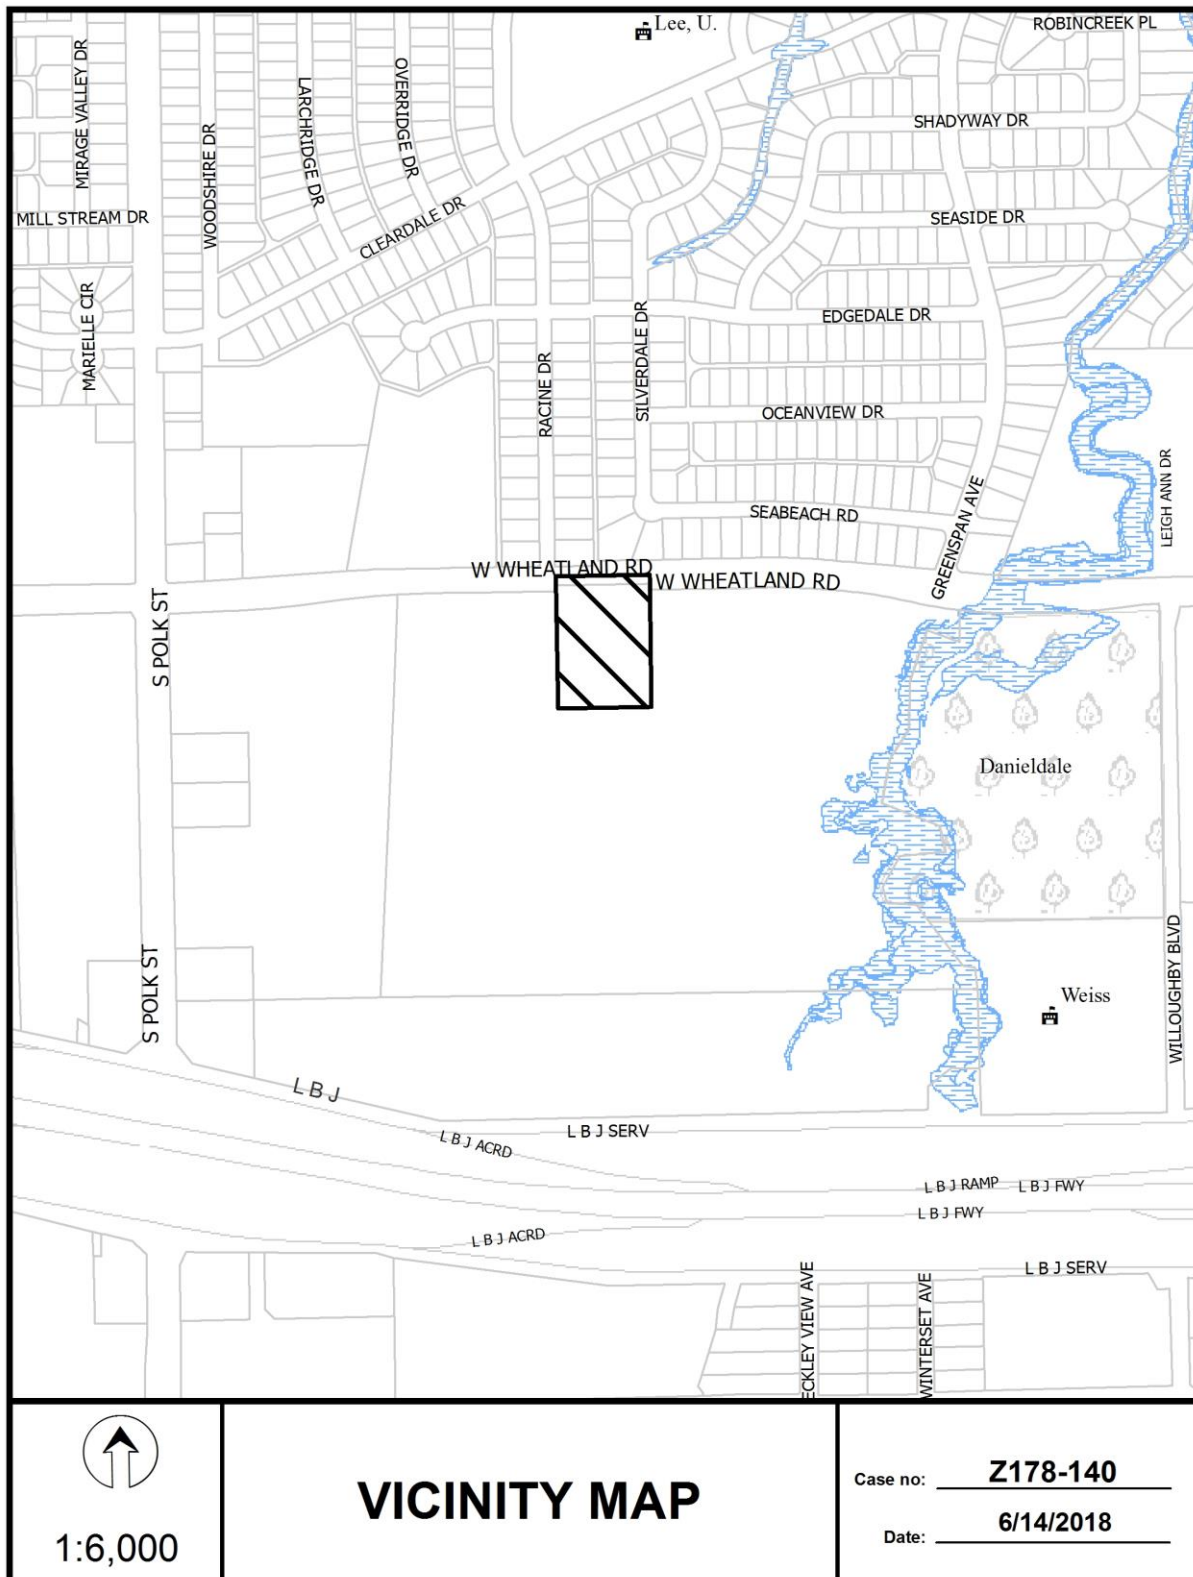 Lee, U.
ROBINCREEK PL
MIRAGE VALLEY DR
OVERRIDGE DR
LARCHRIDGE DR
WOODSHIRE DR
SHADYWAY DR
MILL STREAM DR
CLEARDALE DR
SEASIDE DR
MARIELLE CIR
EDGEDALE DR
SILVERDALE DR
RACINE DR
OCEANVIEW DR
LEIGH ANN DR
GREENSPAN AVE
SEABEACH RD
W WHEATLAND RD
W WHEATLAND RD
S POLK ST
Danieldale
S POLK ST
WILLOUGHBY BLVD
Weiss
L B J
L B J SERV
L B J ACRD
L B J RAMP
L B J FWY
L B J FWY
L B J ACRD
L B J SERV
ECKLEY VIEW AVE
WINTERSET AVE
1:6,000
VICINITY MAP
Case no: Z178-140
Date: 6/14/2018